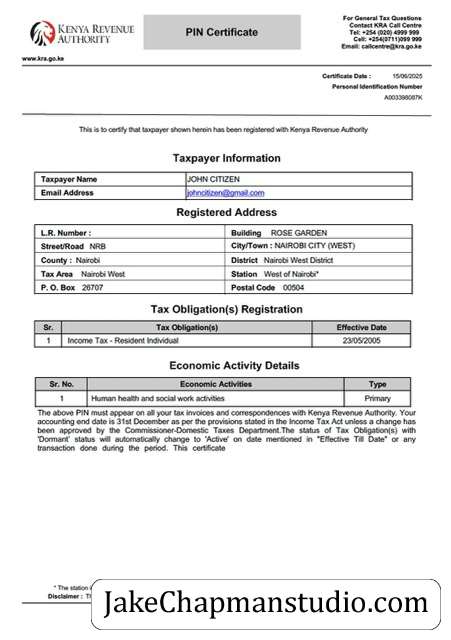 KENYA REVENUE
AUTHORITY
PIN Certificate
For General Tax Questions
Contact KRA Call Centre
Tel: +254 (020) 4999 999
Cell: +254(0711)099 999
Email: callcentre@kra.go.ke
www.kra.go.ke
Certificate Date : 15/06/2025
Personal Identification Number
A003398087K
This is to certify that taxpayer shown herein has been registered with Kenya Revenue Authority
Taxpayer Information
Taxpayer Name JOHN CITIZEN
Email Address johncitizen@gmail.com
Registered Address
L.R. Number : Building ROSE GARDEN
Street/Road NRB City/Town : NAIROBI CITY (WEST)
County : Nairobi District Nairobi West District
Tax Area Nairobi West Station West of Nairobi*
P. O. Box 26707 Postal Code 00504
Tax Obligation(s) Registration
Sr. Tax Obligation(s) Effective Date
1 Income Tax - Resident Individual 23/05/2005
Economic Activity Details
Sr. No. Economic Activities Type
1 Human health and social work activities Primary
The above PIN must appear on all your tax invoices and correspondences with Kenya Revenue Authority. Your
accounting end date is 31st December as per the provisions stated in the Income Tax Act unless a change has
been approved by the Commissioner-Domestic Taxes Department.The status of Tax Obligation(s) with
'Dormant' status will automatically change to 'Active' on date mentioned in "Effective Till Date" or any
transaction done during the period. This certificate
* The station
Disclaimer :
JakeChapmanstudio.com